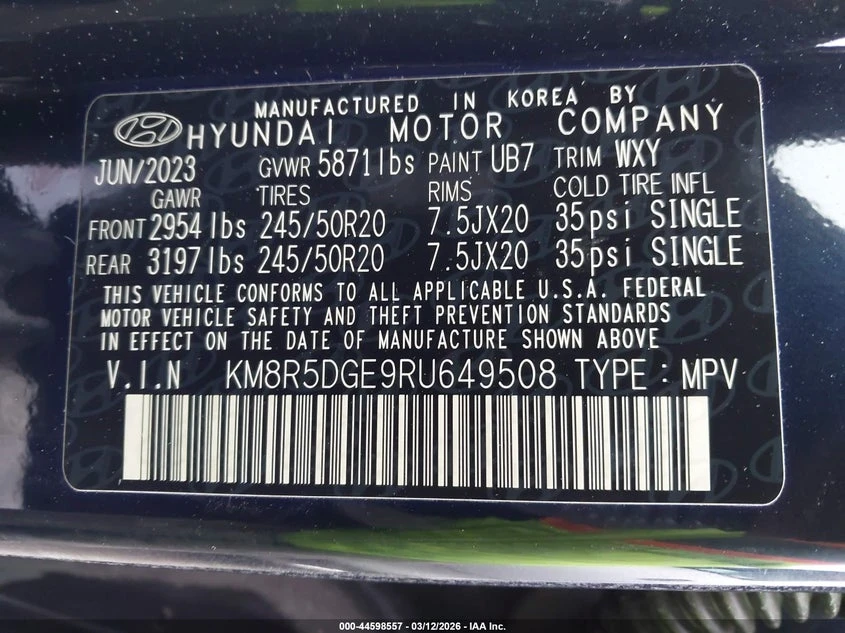 MANUFACTURED IN KOREA BY
HYUNDAI MOTOR COMPANY
JUN/2023 GVWR 5871lbs PAINT UB7 TRIM WXY
GAWR TIRES RIMS COLD TIRE INFL
FRONT 2954lbs 245/50R20 7.5JX20 35psi SINGLE
REAR 3197lbs 245/50R20 7.5JX20 35psi SINGLE
THIS VEHICLE CONFORMS TO ALL APPLICABLE U.S.A. FEDERAL
MOTOR VEHICLE SAFETY AND THEFT PREVENTION STANDARDS
IN EFFECT ON THE DATE OF MANUFACTURE SHOWN ABOVE
V.I.N KM8R5DGE9RU649508 TYPE : MPV
000-44598557 - 03/12/2026 - IAA Inc.